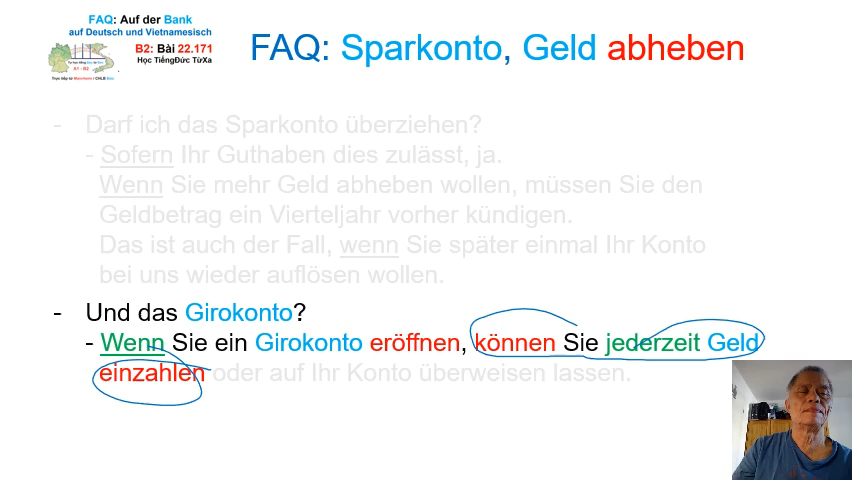 FAQ: Auf der Bank
auf Deutsch und Vietnamesisch
B2: Bài 22.171
Học TiếngĐức TừXa
A1 - B2
FAQ: Sparkonto, Geld abheben
- Darf ich das Sparkonto überziehen?
- Sofern Ihr Guthaben dies zulässt, ja.
Wenn Sie mehr Geld abheben wollen, müssen Sie den
Geldbetrag ein Vierteljahr vorher kündigen.
Das ist auch der Fall, wenn Sie später einmal Ihr Konto
bei uns wieder auflösen wollen.
- Und das Girokonto?
- Wenn Sie ein Girokonto eröffnen, können Sie jederzeit Geld
einzahlen oder auf Ihr Konto überweisen lassen.